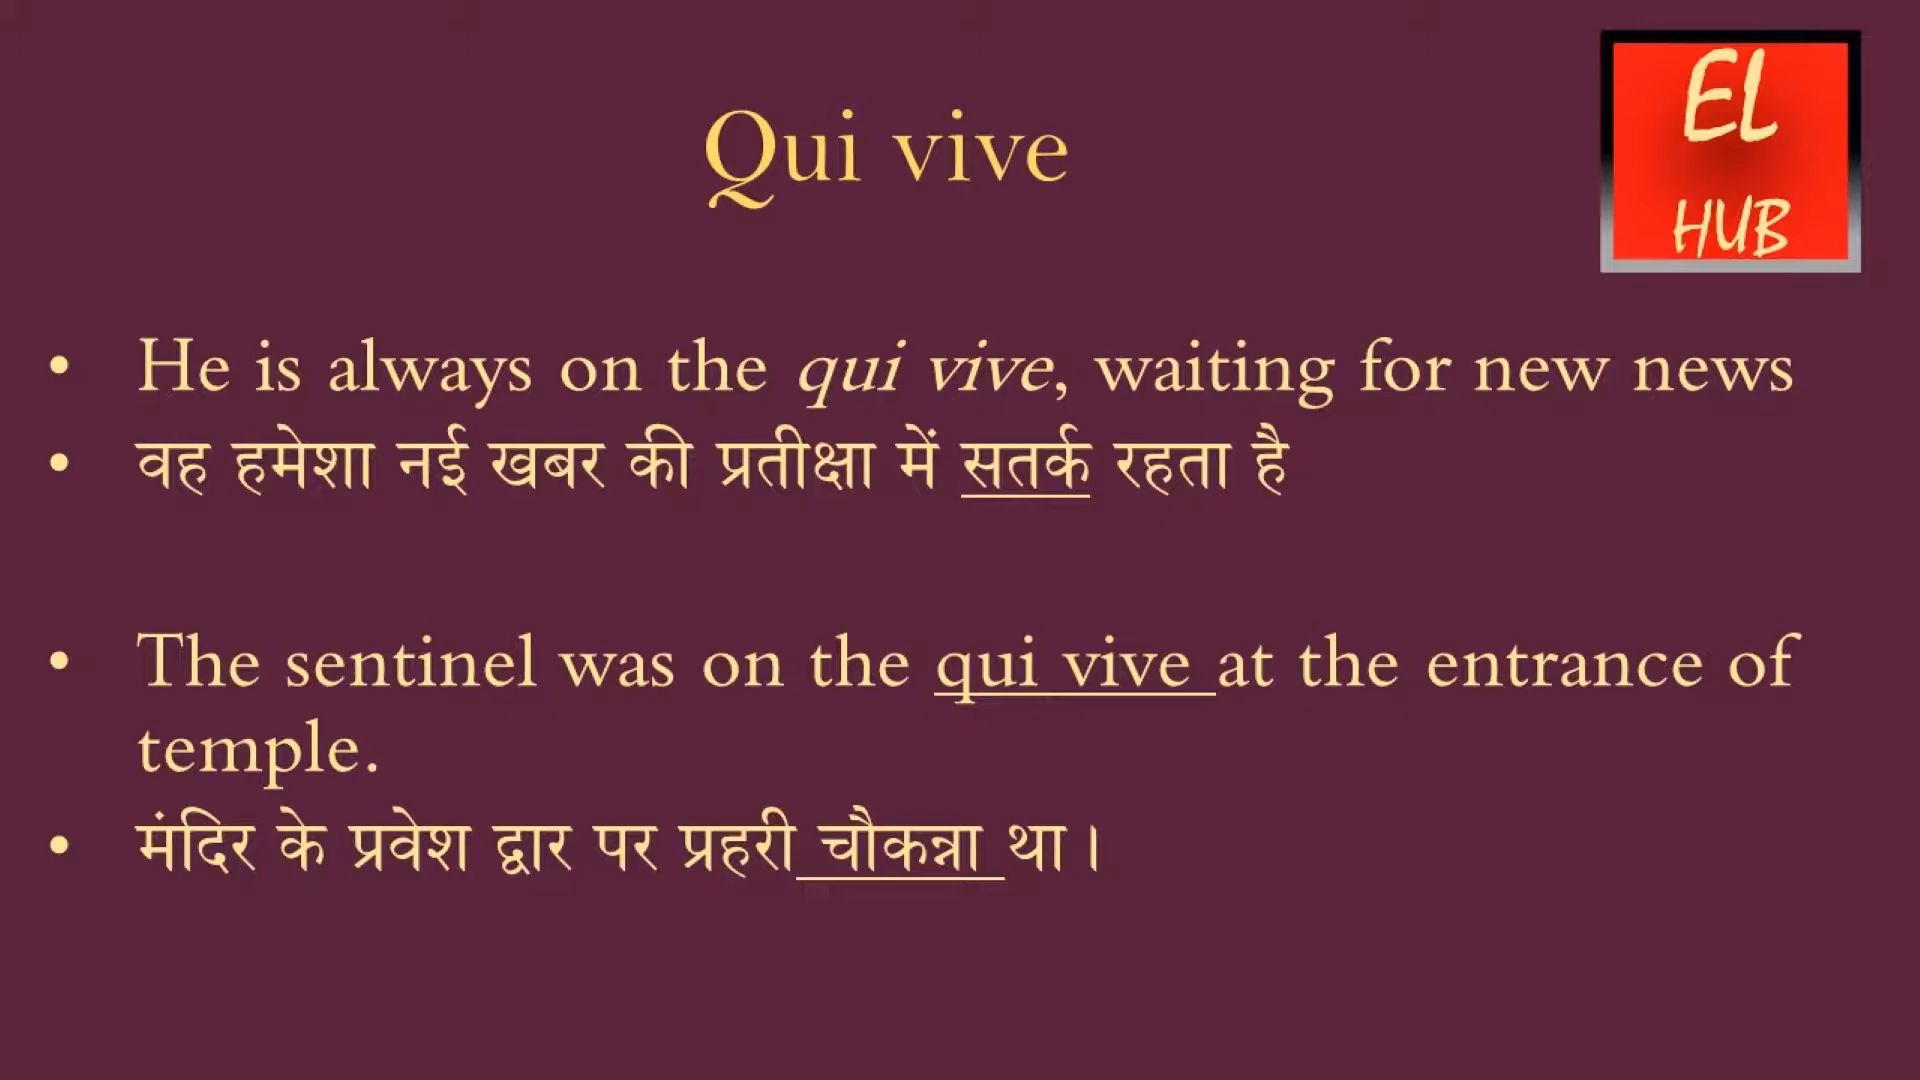 Qui vive
EL
HUB
• He is always on the qui vive, waiting for new news
• वह हमेशा नई खबर की प्रतीक्षा में सतर्क रहता है
• The sentinel was on the qui vive at the entrance of
temple.
• मंदिर के प्रवेश द्वार पर प्रहरी चौकन्ना था।